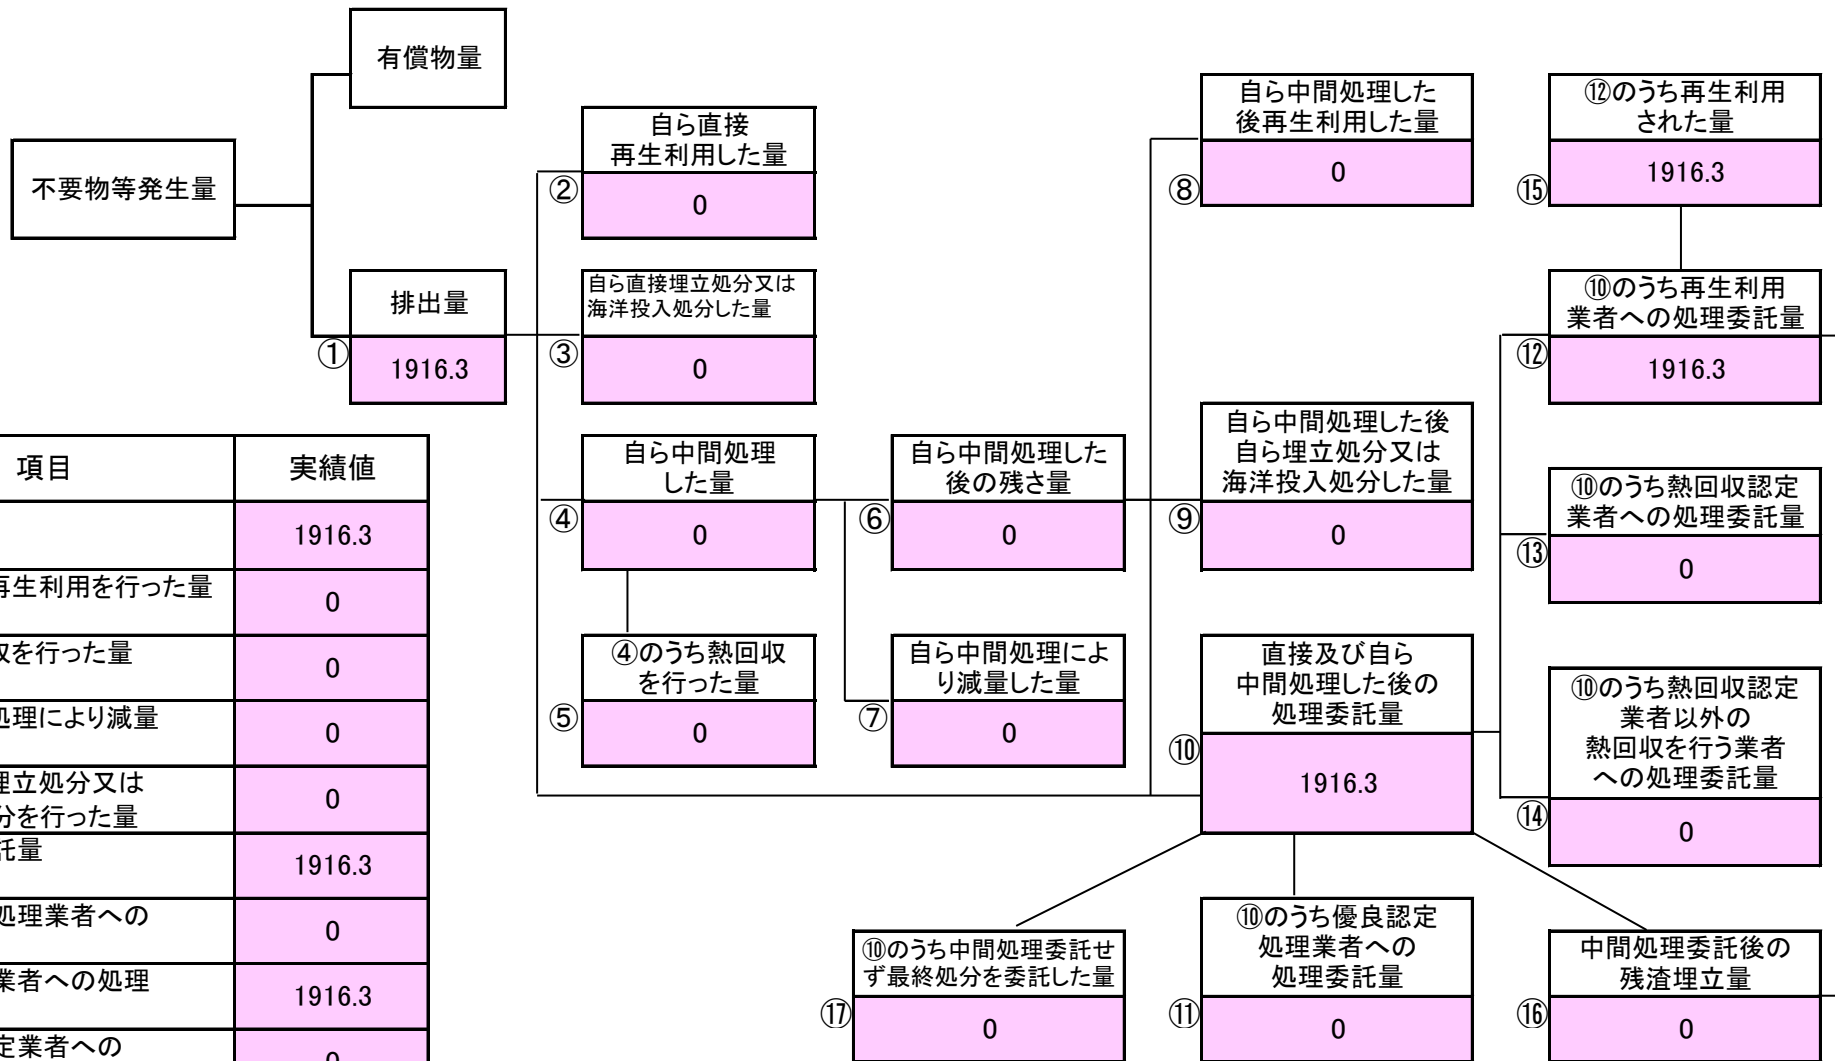 有償物量
不要物等発生量
排出量
①
1916.3
自ら直接
再生利用した量
②
0
自ら直接埋立処分又は
海洋投入処分した量
③
0
自ら中間処理
した量
④
0
④のうち熱回収
を行った量
⑤
0
自ら中間処理した
後の残さ量
⑥
0
自ら中間処理によ
り減量した量
⑦
0
自ら中間処理した
後再生利用した量
⑧
0
自ら中間処理した後
自ら埋立処分又は
海洋投入処分した量
⑨
0
直接及び自ら
中間処理した後の
処理委託量
⑩
1916.3
⑫のうち再生利用
された量
⑮
1916.3
⑩のうち再生利用
業者への処理委託量
⑫
1916.3
⑩のうち熱回収認定
業者への処理委託量
⑬
0
⑩のうち熱回収認定
業者以外の
熱回収を行う業者
への処理委託量
⑭
0
⑩のうち中間処理委託せ
ず最終処分を委託した量
⑰
0
⑩のうち優良認定
処理業者への
処理委託量
⑪
0
中間処理委託後の
残渣埋立量
⑯
0
項目
実績値
1916.3
再生利用を行った量
0
を行った量
0
処理により減量
0
埋立処分又は
分を行った量
0
託量
1916.3
処理業者への
0
業者への処理
1916.3
定業者への
0